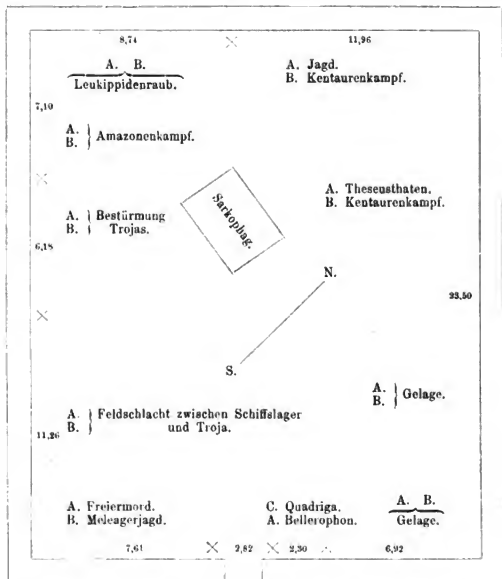 8,74 11,96
A. B. A. Jagd.
Leukippidenraub. B. Kentaurenkampf.
7,10
A. B. Amazonenkampf.
A. Theseusthaten.
B. Kentaurenkampf.
Sarkophag.
A. Bestürmung
B. Trojas.
6,18
N.
23,50
S.
A. B. Gelage.
A. Feldschlacht zwischen Schiffslager
B. und Troja.
11,26
A. Freiermord. C. Quadriga. A. B.
B. Meleagerjagd. A. Bellerophon. Gelage.
7,61 2,82 2,30 6,92